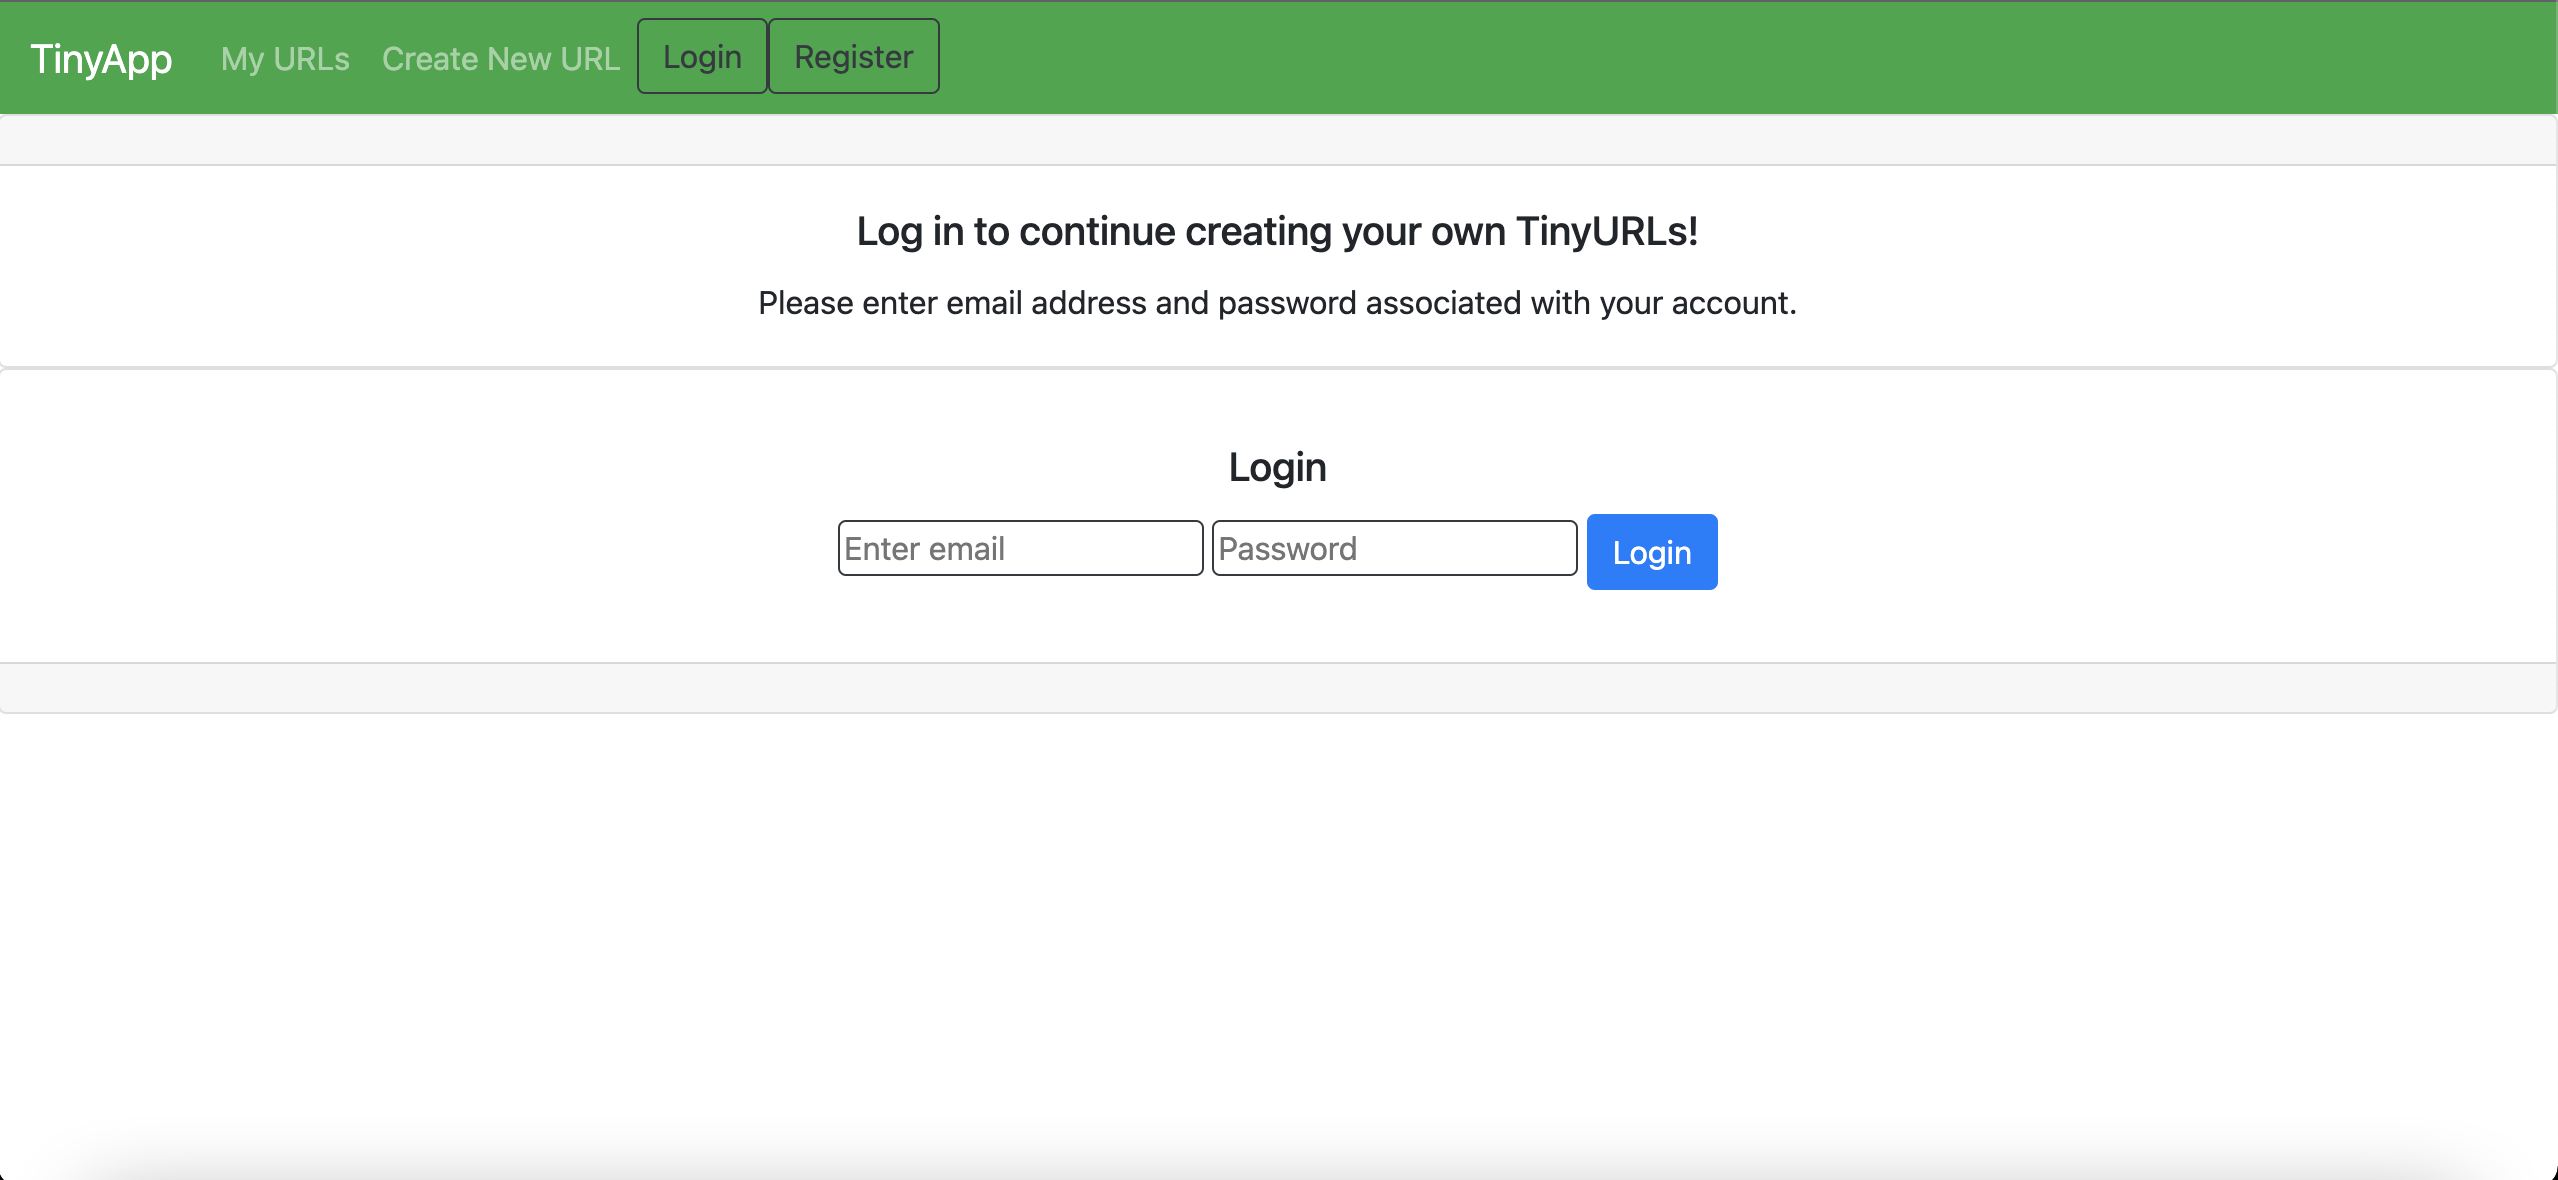 TinyApp My URLs Create New URL Login Register
Log in to continue creating your own TinyURLs!
Please enter email address and password associated with your account.
Login
Enter email Password Login